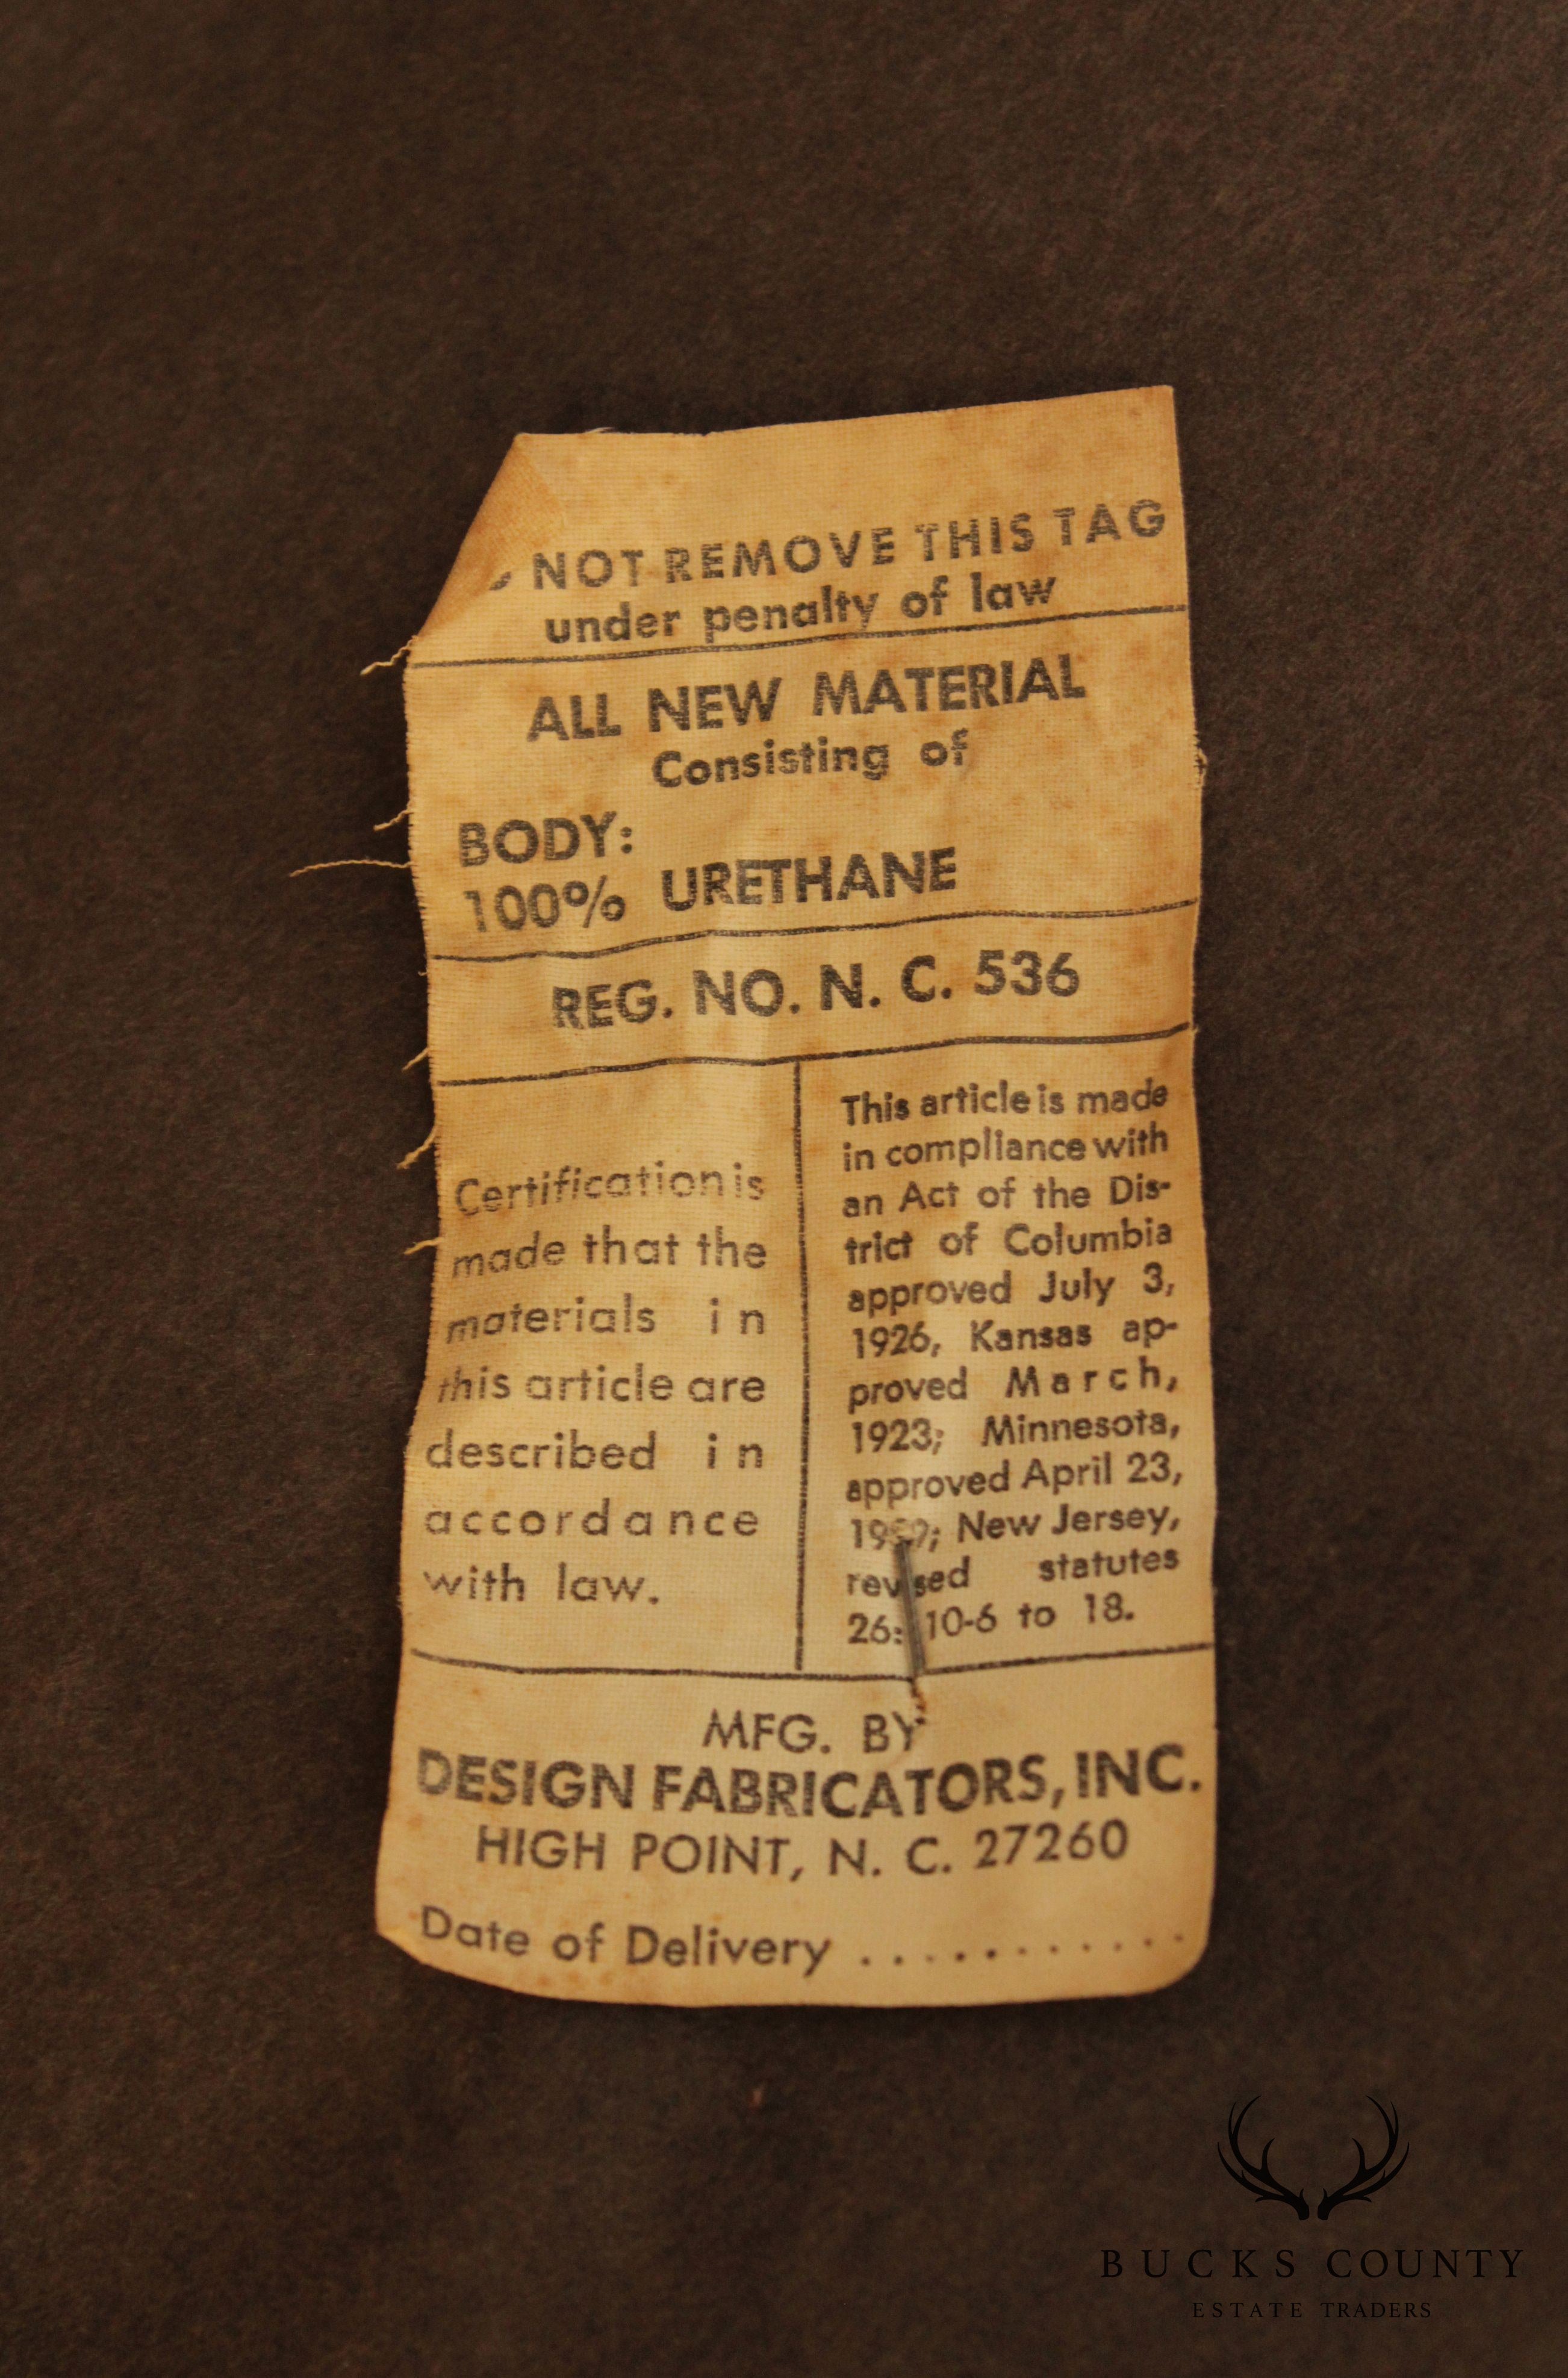 NOT REMOVE THIS TAG
under penalty of law
ALL NEW MATERIAL
Consisting of
BODY:
100% URETHANE
REG. NO. N. C. 536
Certification is
made that the
materials in
this article are
described in
accordance
with law.
This article is made
in compliance with
an Act of the Dis-
trict of Columbia
approved July 3,
1926, Kansas ap-
proved March,
1923; Minnesota,
approved April 23,
New Jersey,
revised statutes
26: 10-6 to 18.
MFG. BY
DESIGN FABRICATORS, INC.
HIGH POINT, N. C. 27260
Date of Delivery ...........
BUCKS COUNTY
ESTATE TRADERS